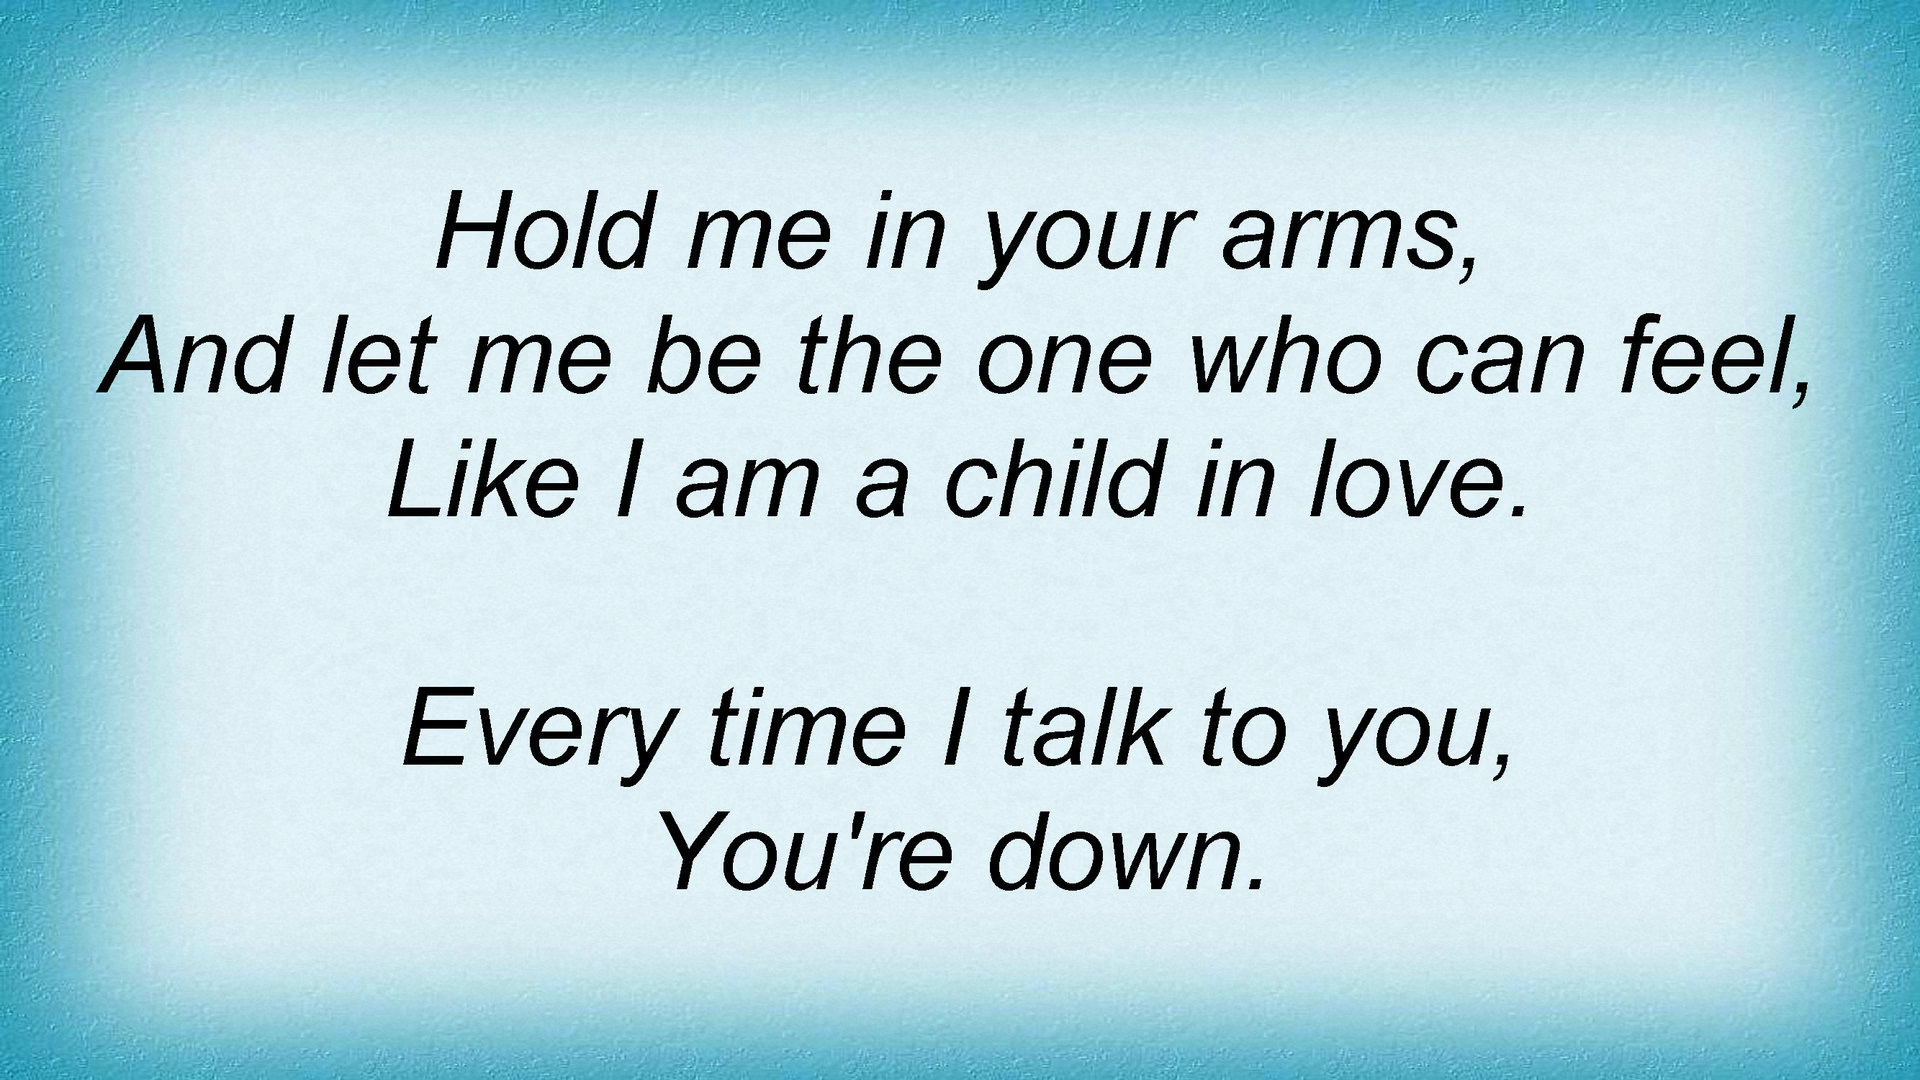 Hold me in your arms,
And let me be the one who can feel,
Like I am a child in love.
Every time I talk to you,
You're down.